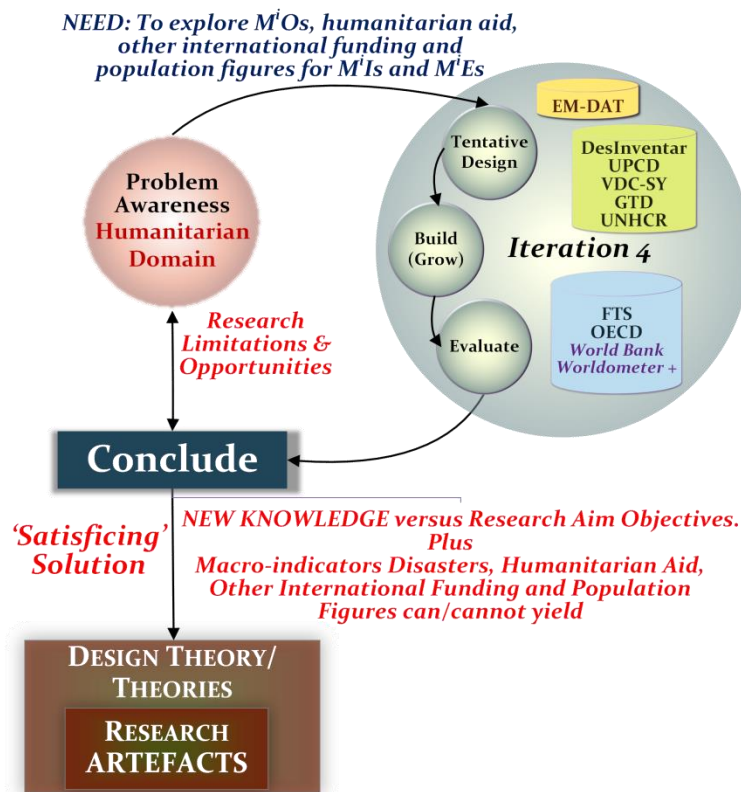 NEED: To explore MⁱOs, humanitarian aid,
other international funding and
population figures for MⁱIs and MⁱEs
EM-DAT
Tentative
Design
DesInventar
UPCD
VDC-SY
GTD
UNHCR
Problem
Awareness
Humanitarian
Domain
Build
(Grow)
Iteration 4
FTS
OECD
World Bank
Worldometer +
Evaluate
Research
Limitations &
Opportunities
Conclude
'Satisficing'
Solution
NEW KNOWLEDGE versus Research Aim Objectives.
Plus
Macro-indicators Disasters, Humanitarian Aid,
Other International Funding and Population
Figures can/cannot yield
DESIGN THEORY/
THEORIES
RESEARCH
ARTEFACTS